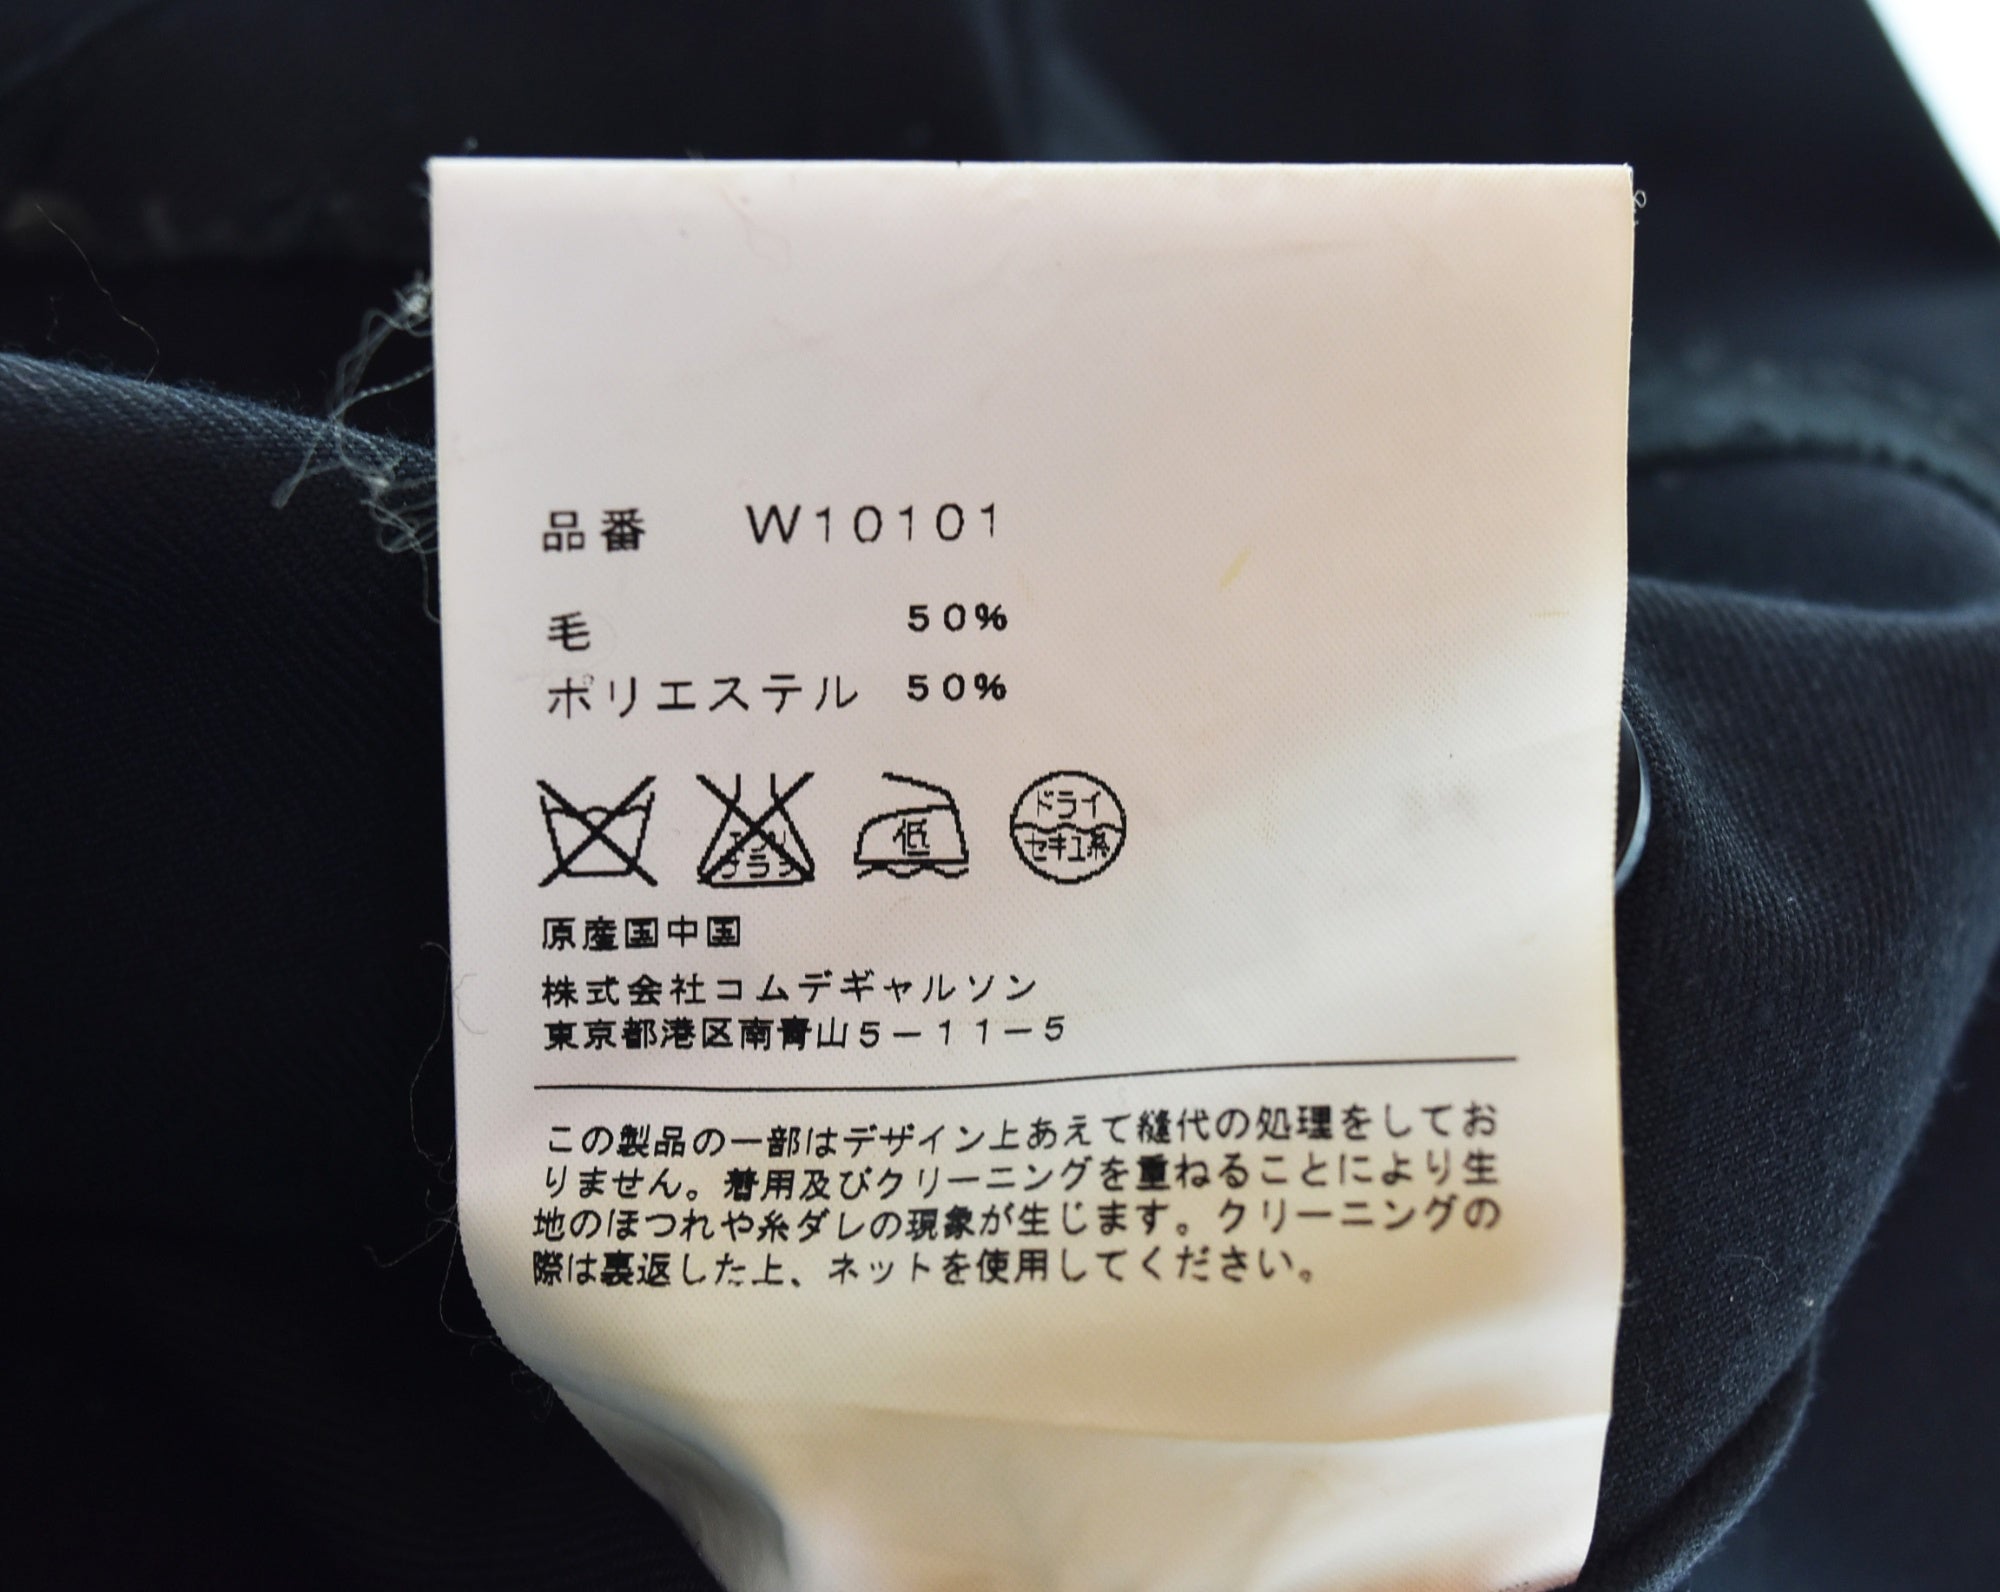 品番 W10101
毛 50%
ポリエステル 50%
エンソ
サラシ
低
ドライ
セキユ系
原産国中国
株式会社コムデギャルソン
東京都港区南青山5-11-5
この製品の一部はデザイン上あえて縫代の処理をしてお
りません。着用及びクリーニングを重ねることにより生
地のほつれや糸ダレの現象が生じます。クリーニングの
際は裏返した上、ネットを使用してください。